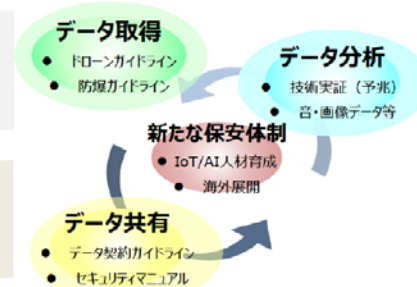 データ取得
● ドローンガイドライン
● 防爆ガイドライン
データ分析
● 技術実証（予兆）
● 音・画像データ等
新たな保安体制
● IoT/AI人材育成
● 海外展開
データ共有
● データ契約ガイドライン
● セキュリティマニュアル